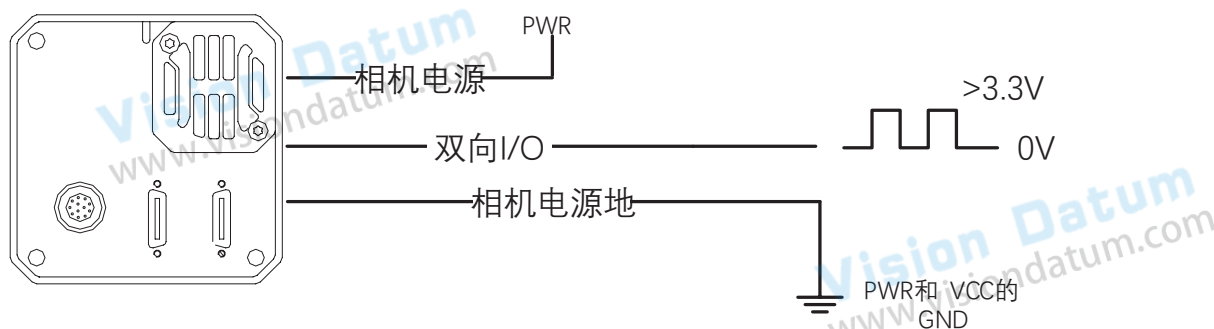 PWR
相机电源
>3.3V
双向I/O
0V
相机电源地
PWR和 VCC的
GND
Vision Datum
www.visiondatum.com
Vision Datum
www.visiondatum.com